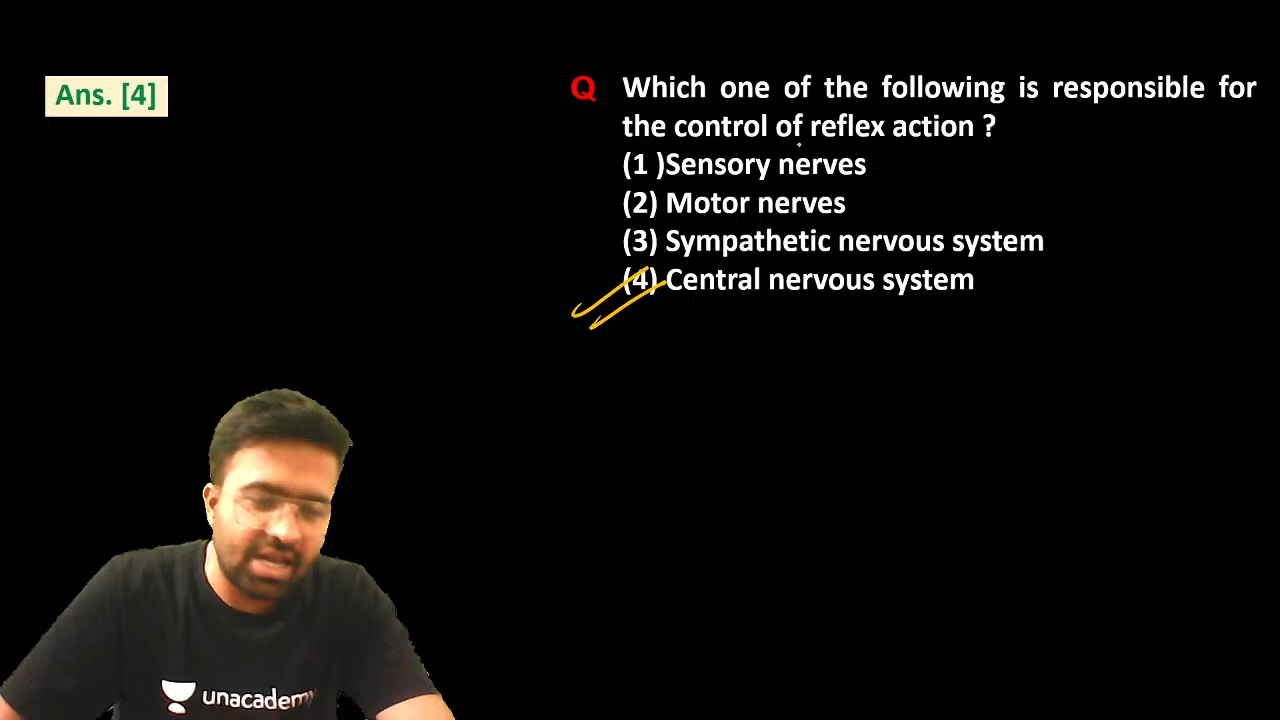 Ans. [4]
Q Which one of the following is responsible for
the control of reflex action ?
(1 )Sensory nerves
(2) Motor nerves
(3) Sympathetic nervous system
(4) Central nervous system
unacademy